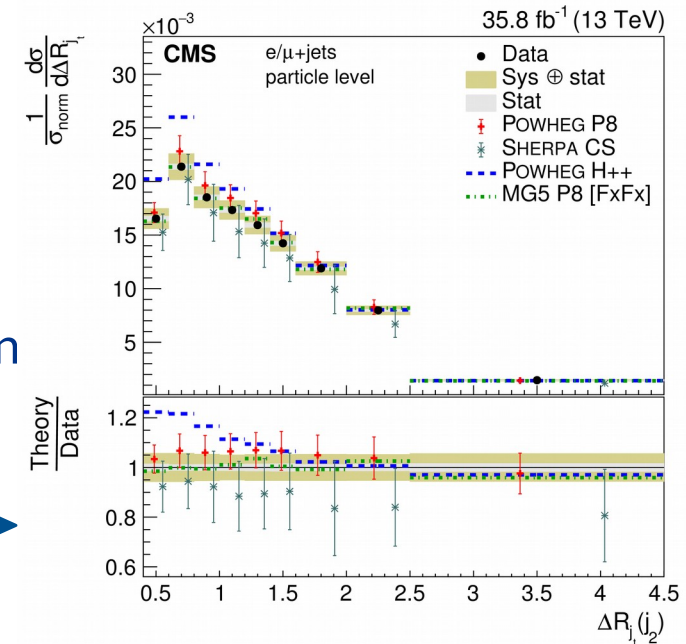 35.8 fb⁻¹ (13 TeV)
×10⁻³
CMS
e/μ+jets
particle level
Data
Sys ⊕ stat
Stat
POWHEG P8
SHERPA CS
POWHEG H++
MG5 P8 [FxFx]
1/σnorm dσ/dΔRjt
30
25
20
15
10
5
n
Theory/Data
1.2
1
0.8
0.6
0.5 1 1.5 2 2.5 3 3.5 4 4.5
ΔRjt(j2)